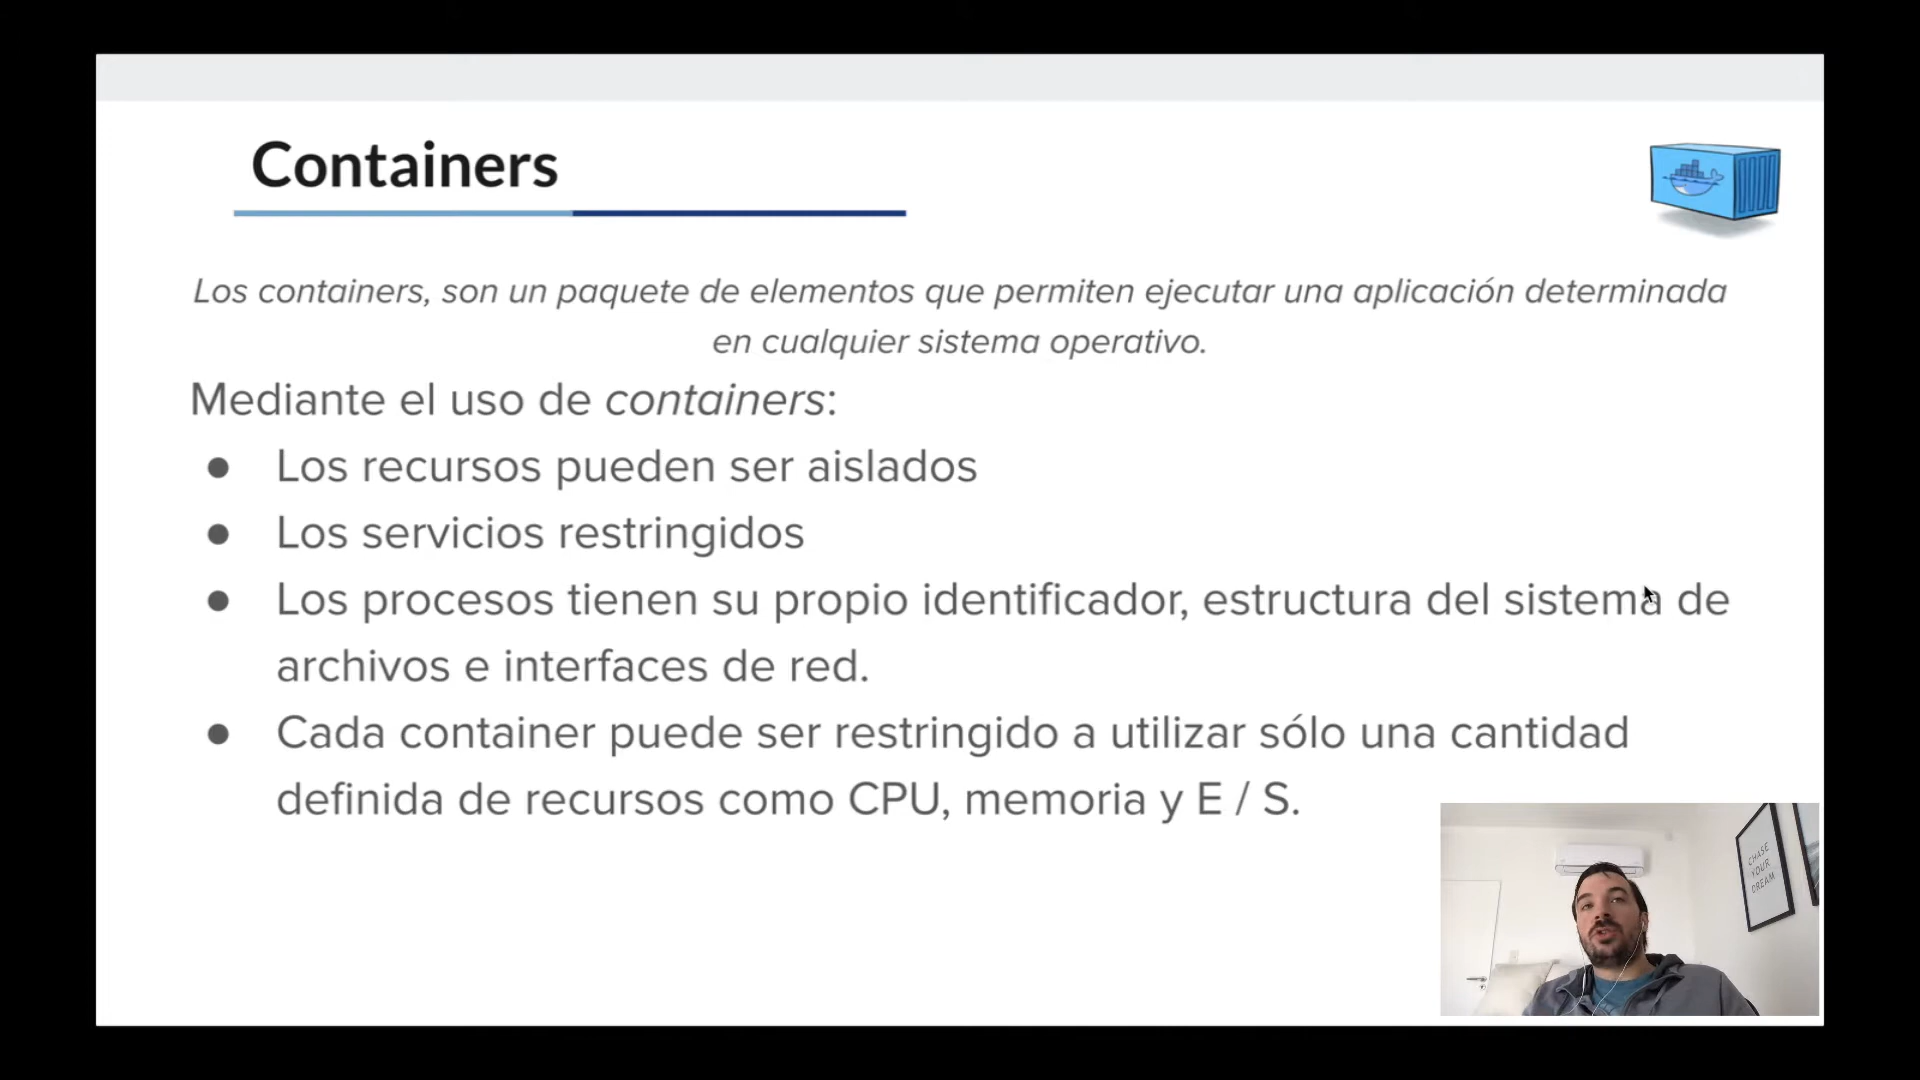 Containers
Los containers, son un paquete de elementos que permiten ejecutar una aplicación determinada
en cualquier sistema operativo.
Mediante el uso de containers:
● Los recursos pueden ser aislados
● Los servicios restringidos
● Los procesos tienen su propio identificador, estructura del sistema de
archivos e interfaces de red.
● Cada container puede ser restringido a utilizar sólo una cantidad
definida de recursos como CPU, memoria y E / S.
CHASE
YOUR
DREAM